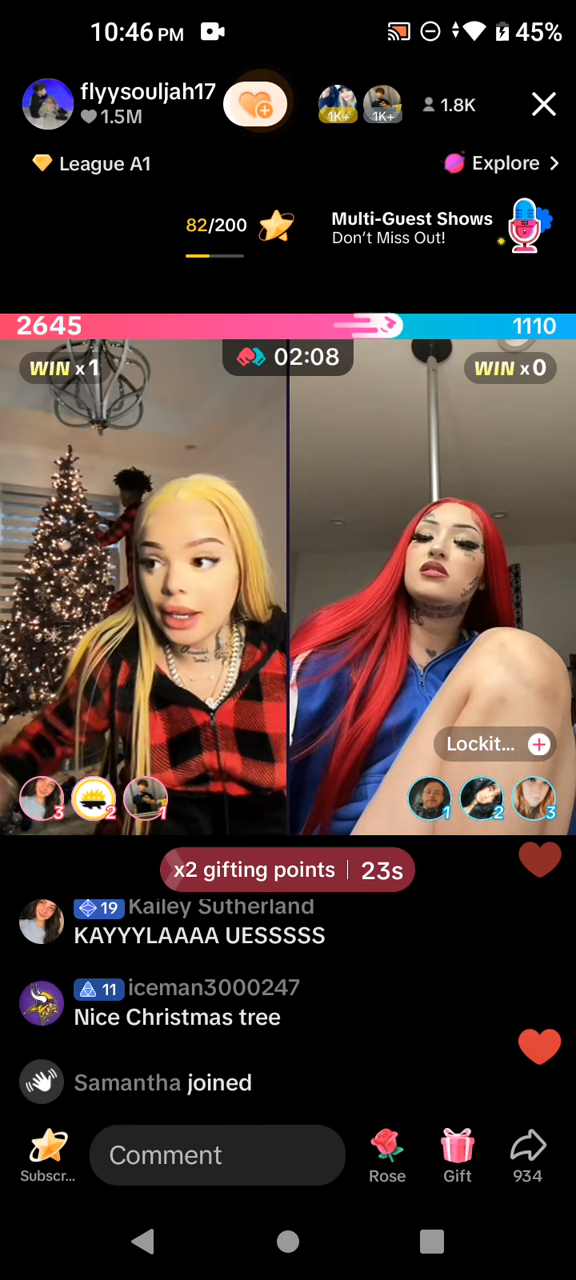 10:46 PM
45%
flyysouljah17
1.5M
1K+
1K+
1.8K
League A1
Explore
82/200
Multi-Guest Shows
Don't Miss Out!
2645
1110
WIN x1
02:08
WIN x0
Lockit...
3
2
1
1
2
3
x2 gifting points
23s
19 Kailey Sutherland
KAYYYLAAAA UESSSSS
11 iceman3000247
Nice Christmas tree
Samantha joined
Subscr...
Comment
Rose
Gift
934